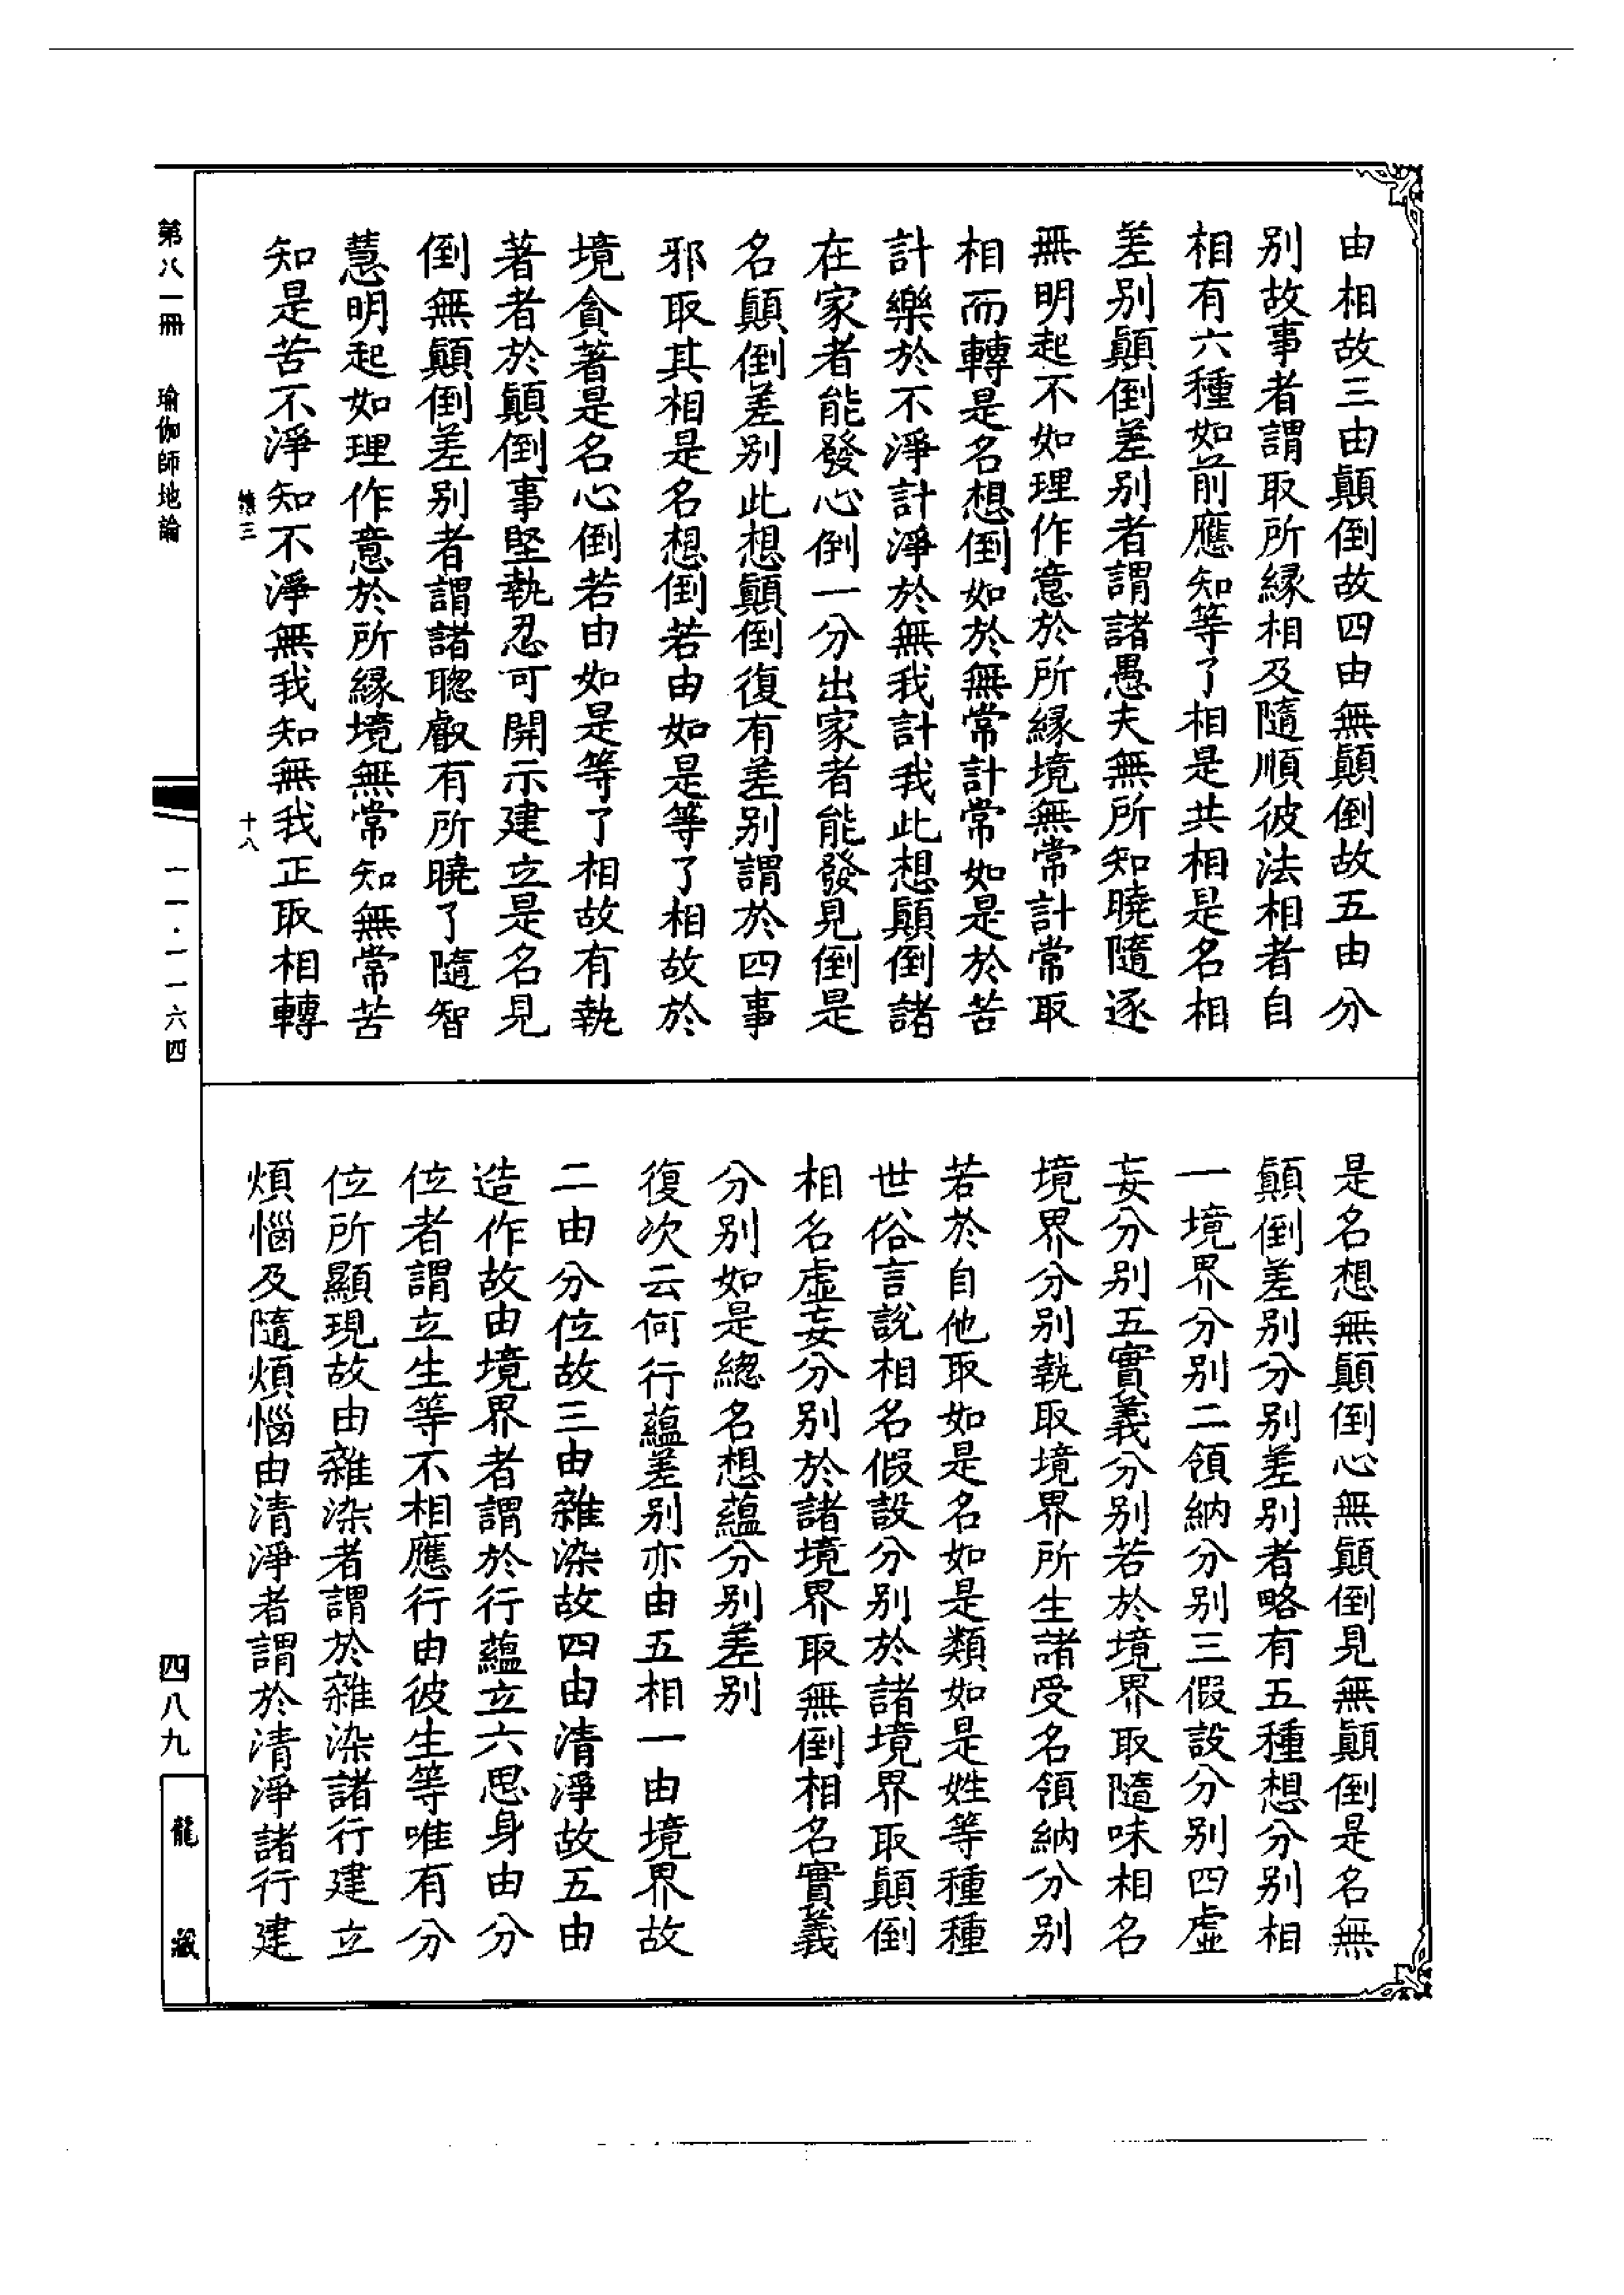 由相故三由顛倒故四由無顛倒故五由分
別故事者謂取所緣相及隨順彼法相者自
相有六種如前應知等了相是共相是名相
差別顛倒差別者謂諸愚夫無所知曉隨逐
無明起不如理作意於所緣境無常計常取
相而轉是名想倒如於無常計常如是於苦
計樂於不淨計淨於無我計我此想顛倒諸
在家者能發心倒一分出家者能發見倒是
名顛倒差別此想顛倒復有差別謂於四事
邪取其相是名想倒若由如是等了相故於
境貪著是名心倒若由如是等了相故有執
著者於顛倒事堅執忍可開示建立是名見
倒無顛倒差別者謂諸聰叡有所曉了隨智
慧明起如理作意於所緣境無常知無常苦
知是苦不淨知不淨無我知無我正取相轉
是名想無顛倒心無顛倒見無顛倒是名無
顛倒差別分別差別者略有五種想分別相
一境界分別二領納分別三假設分別四虛
妄分別五實義分別若於境界取隨味相名
境界分別執取境界所生諸受名領納分別
若於自他取如是名如是類如是姓等種種
世俗言說相名假設分別於諸境界取顛倒
相名虛妄分別於諸境界取無倒相名實義
分別如是總名想蘊分別差別
復次云何行蘊差別亦由五相一由境界故
二由分位故三由雜染故四由清淨故五由
造作故由境界者謂於行蘊立六思身由分
位者謂立生等不相應行由彼生等唯有分
位所顯現故由雜染者謂於雜染諸行建立
煩惱及隨煩惱由清淨者謂於清淨諸行建
三
十八
第八一冊 瑜伽師地論
一一·一一六四
四八九
龍藏